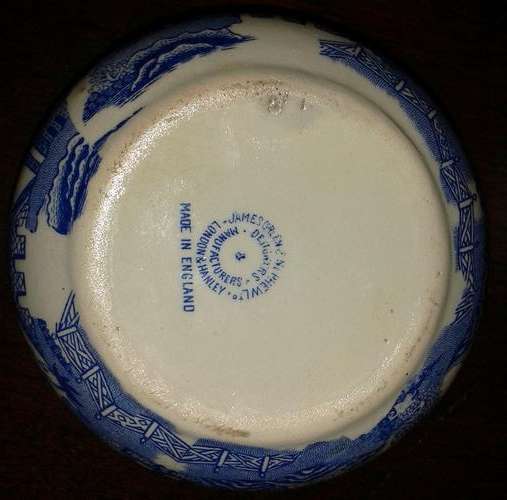 JAMES GREEN & NEPHEW LTD
LONDON & HANLEY
MANUFACTURERS
MADE IN ENGLAND